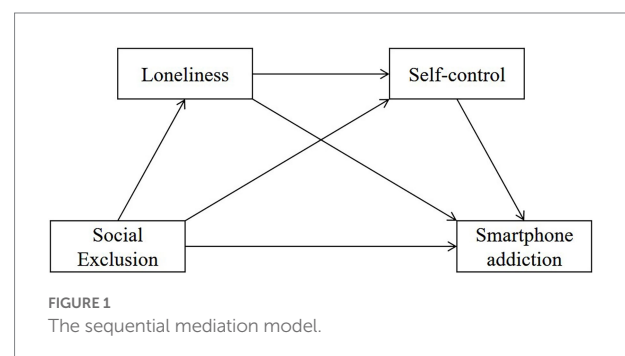 Loneliness
Self-control
Social
Exclusion
Smartphone
addiction
FIGURE 1
The sequential mediation model.